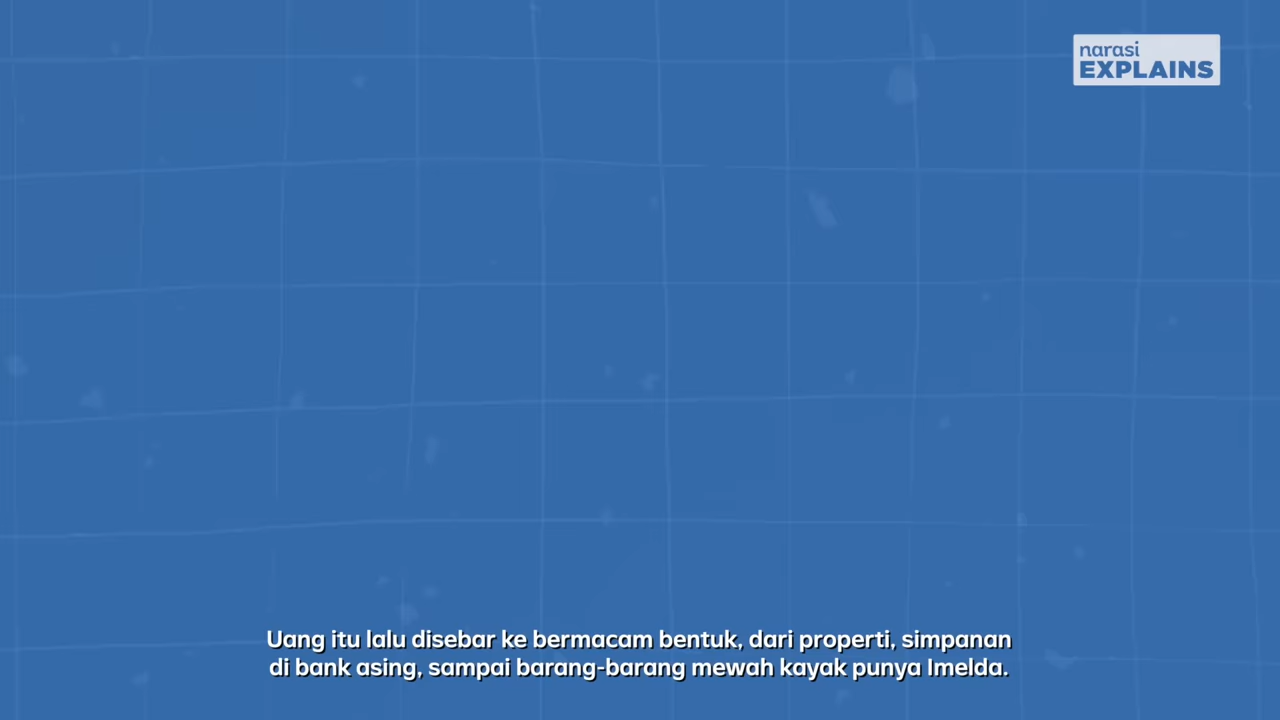 narasi
EXPLAINS
Uang itu lalu disebar ke bermacam bentuk, dari properti, simpanan
di bank asing, sampai barang-barang mewah kayak punya Imelda.